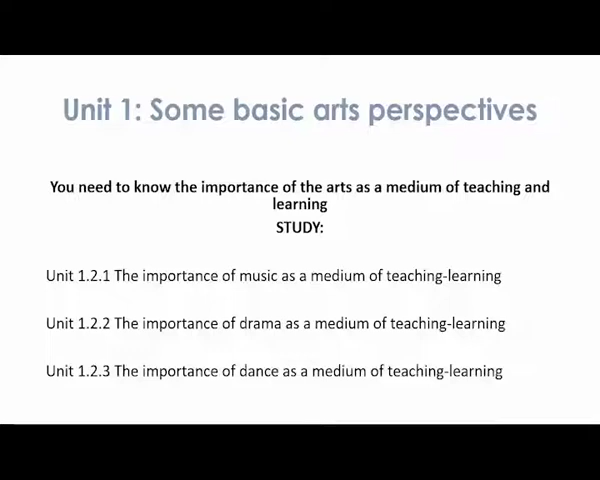 Unit 1: Some basic arts perspectives
You need to know the importance of the arts as a medium of teaching and
learning
STUDY:
Unit 1.2.1 The importance of music as a medium of teaching-learning
Unit 1.2.2 The importance of drama as a medium of teaching-learning
Unit 1.2.3 The importance of dance as a medium of teaching-learning